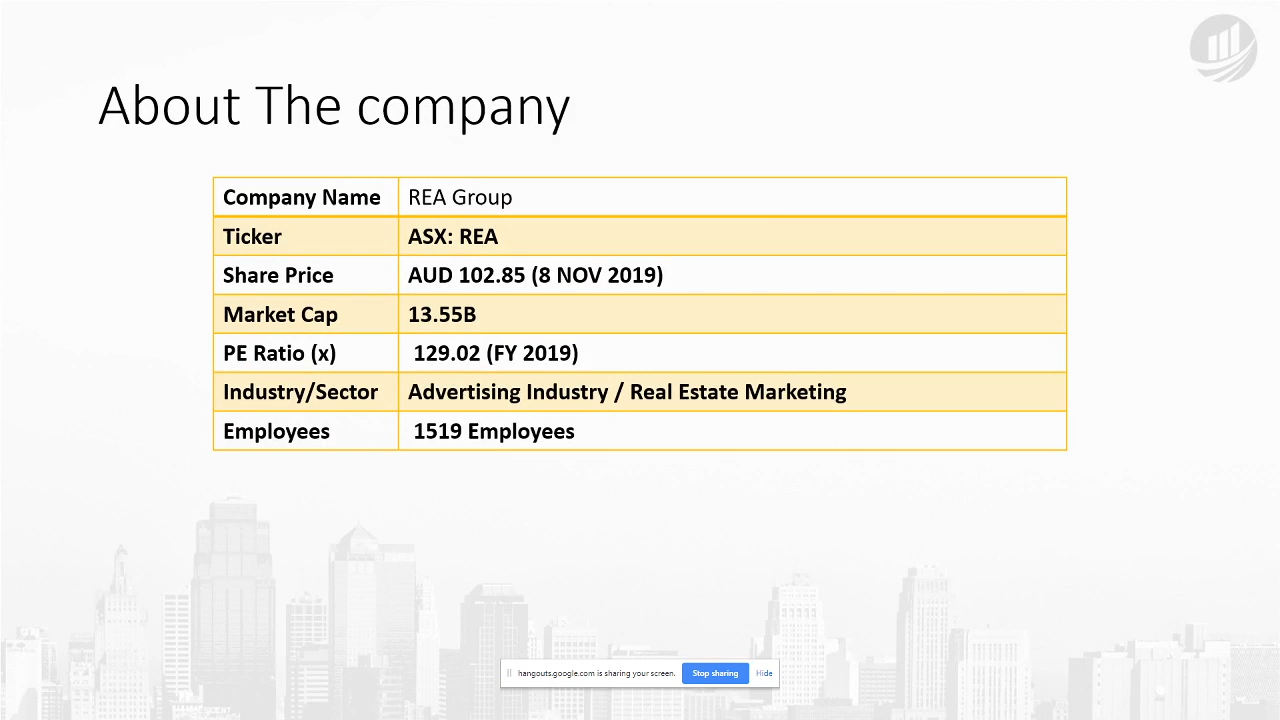 About The company
Company Name REA Group
Ticker ASX: REA
Share Price AUD 102.85 (8 NOV 2019)
Market Cap 13.55B
PE Ratio (x) 129.02 (FY 2019)
Industry/Sector Advertising Industry / Real Estate Marketing
Employees 1519 Employees
hangouts.google.com is sharing your screen. Stop sharing Hide